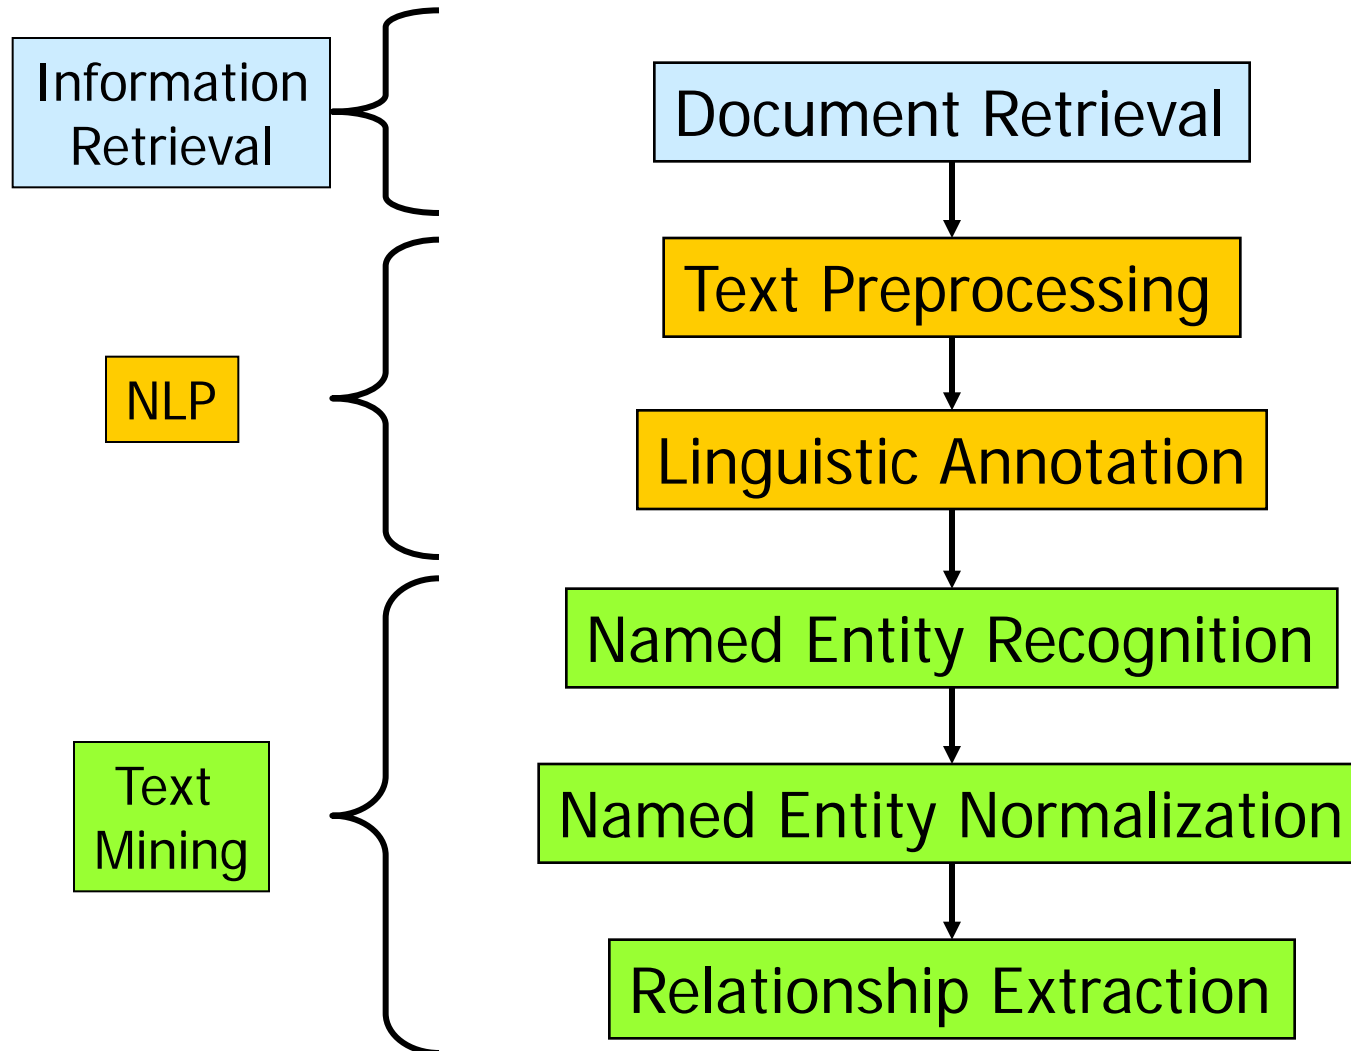 Information
Retrieval
Document Retrieval
Text Preprocessing
NLP
Linguistic Annotation
Named Entity Recognition
Text
Mining
Named Entity Normalization
Relationship Extraction